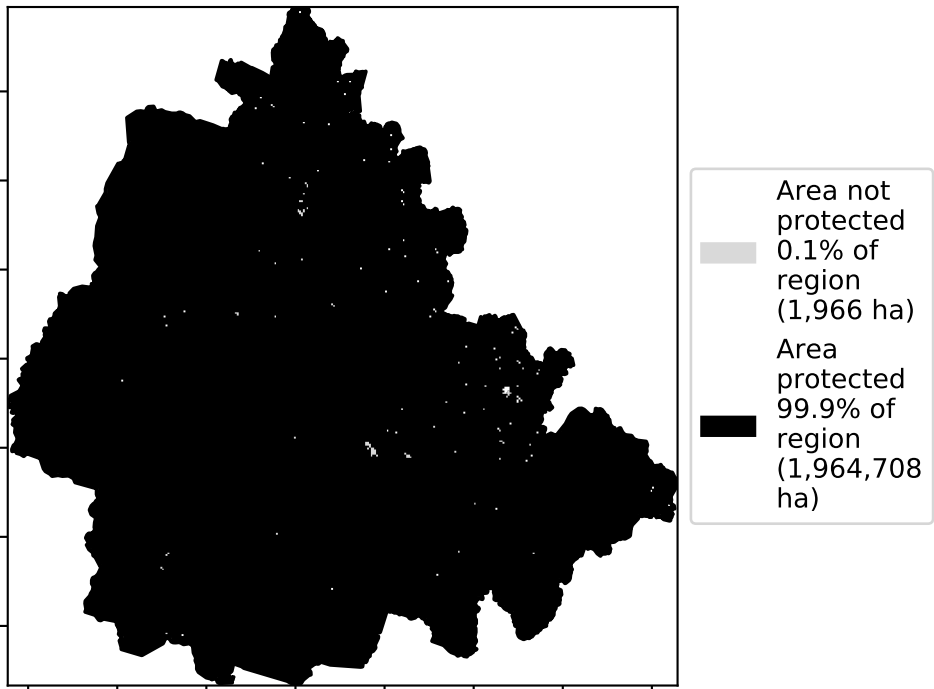 Area not
protected
0.1% of
region
(1,966 ha)
Area
protected
99.9% of
region
(1,964,708
ha)